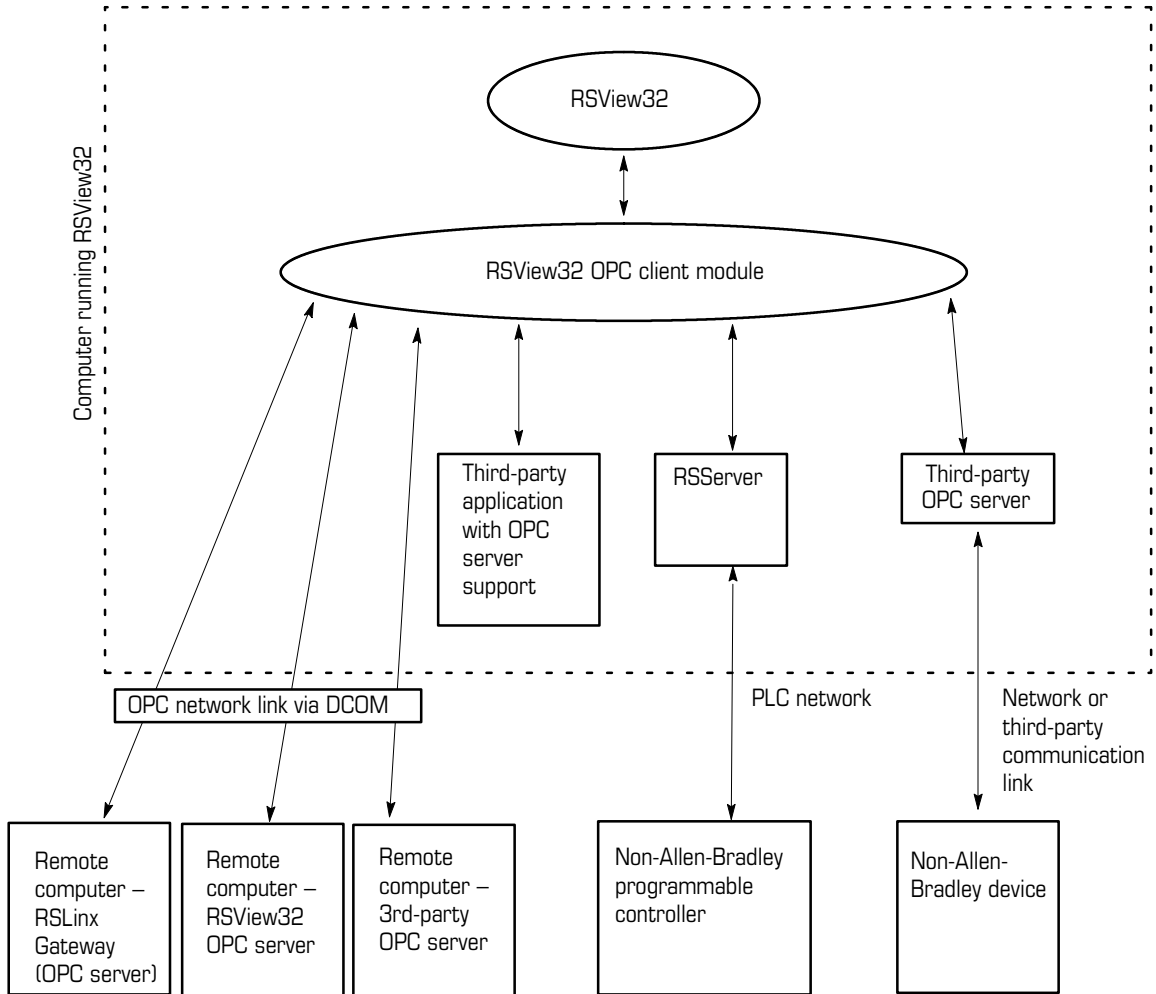 Computer running RSView32
RSView32
RSView32 OPC client module
Third-party
application
with OPC
server
support
RSServer
Third-party
OPC server
OPC network link via DCOM
PLC network
Network or
third-party
communication
link
Remote
computer –
RSLinx
Gateway
(OPC server)
Remote
computer –
RSView32
OPC server
Remote
computer –
3rd-party
OPC server
Non-Allen-Bradley
programmable
controller
Non-Allen-
Bradley device